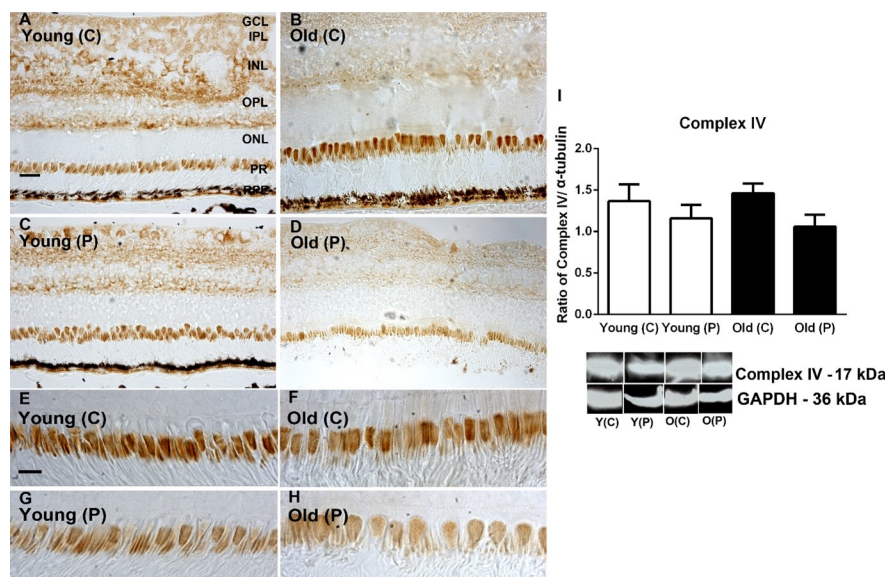 A
Young (C)
GCL
IPL
INL
OPL
ONL
PR
RPE
B
Old (C)
C
Young (P)
D
Old (P)
E
Young (C)
F
Old (C)
G
Young (P)
H
Old (P)
I
Complex IV
Ratio of Complex IV/ α-tubulin
2.0
1.5
1.0
0.5
0.0
Young (C) Young (P) Old (C) Old (P)
Complex IV -17 kDa
GAPDH - 36 kDa
Y(C) Y(P) O(C) O(P)